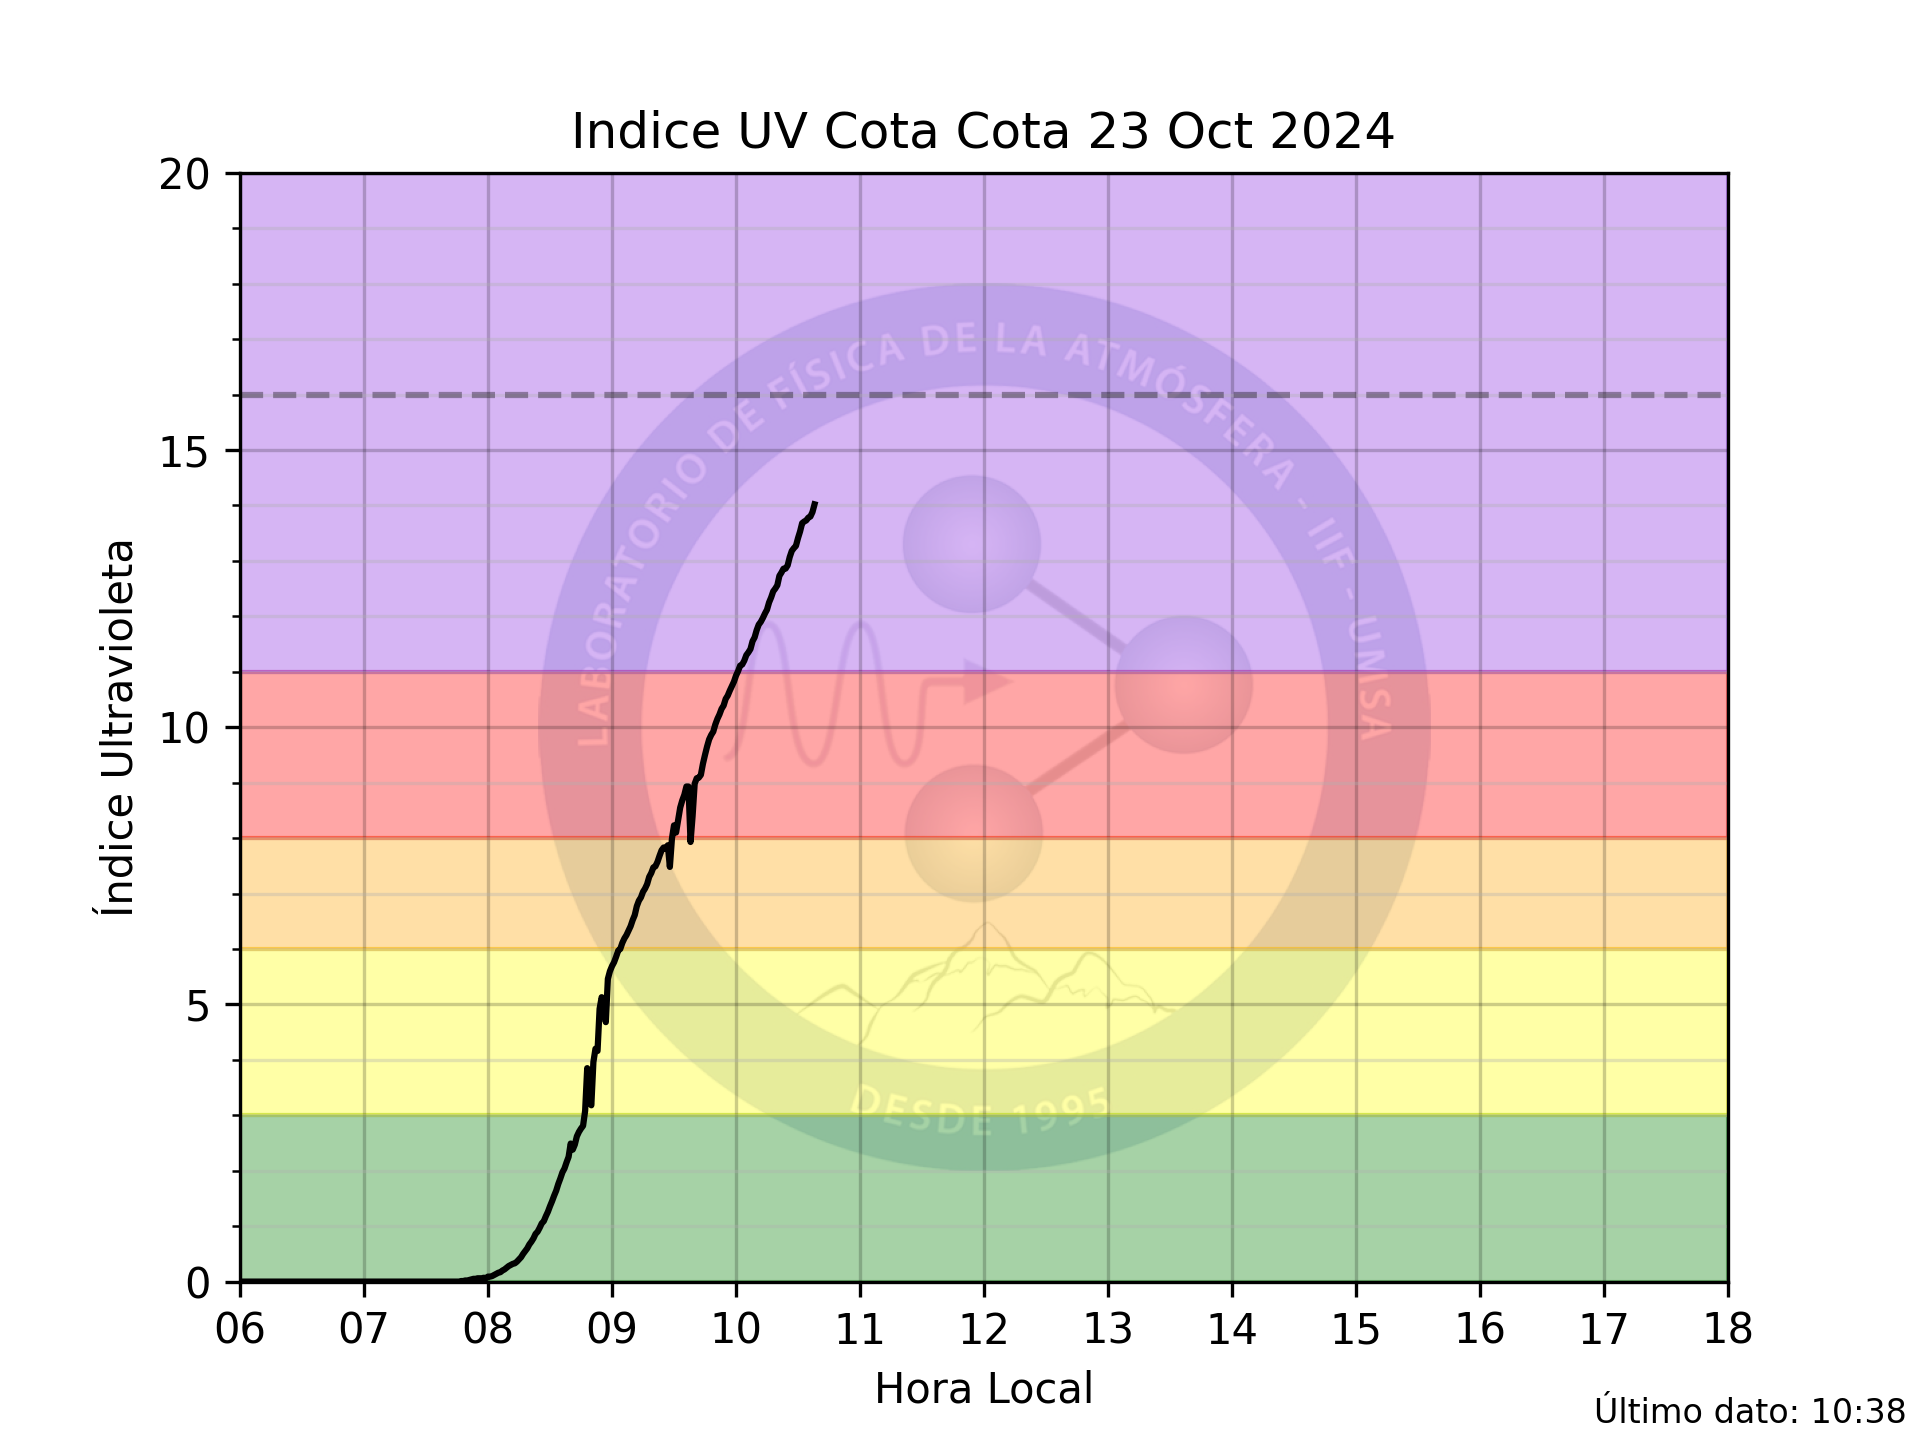 Indice UV Cota Cota 23 Oct 2024
20
15
10
5
0
Índice Ultravioleta
LABORATORIO DE FÍSICA DE LA ATMÓSFERA - IIF - UMSA
DESDE 1995
06 07 08 09 10 11 12 13 14 15 16 17 18
Hora Local
Último dato: 10:38